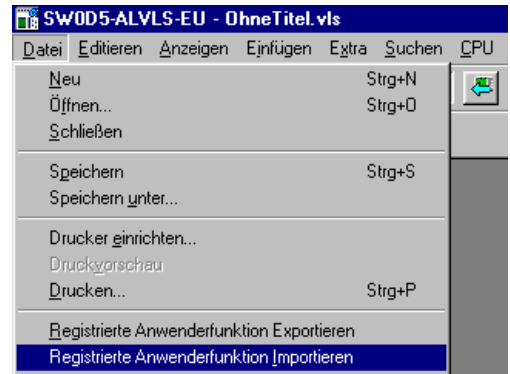 SW0D5-ALVLS-EU - OhneTitel.vls
Datei Editieren Anzeigen Einfügen Extra Suchen CPU
Neu Strg+N
Öffnen... Strg+O
Schließen
Speichern Strg+S
Speichern unter...
Drucker einrichten...
Druckvorschau
Drucken... Strg+P
Registrierte Anwenderfunktion Exportieren
Registrierte Anwenderfunktion Importieren